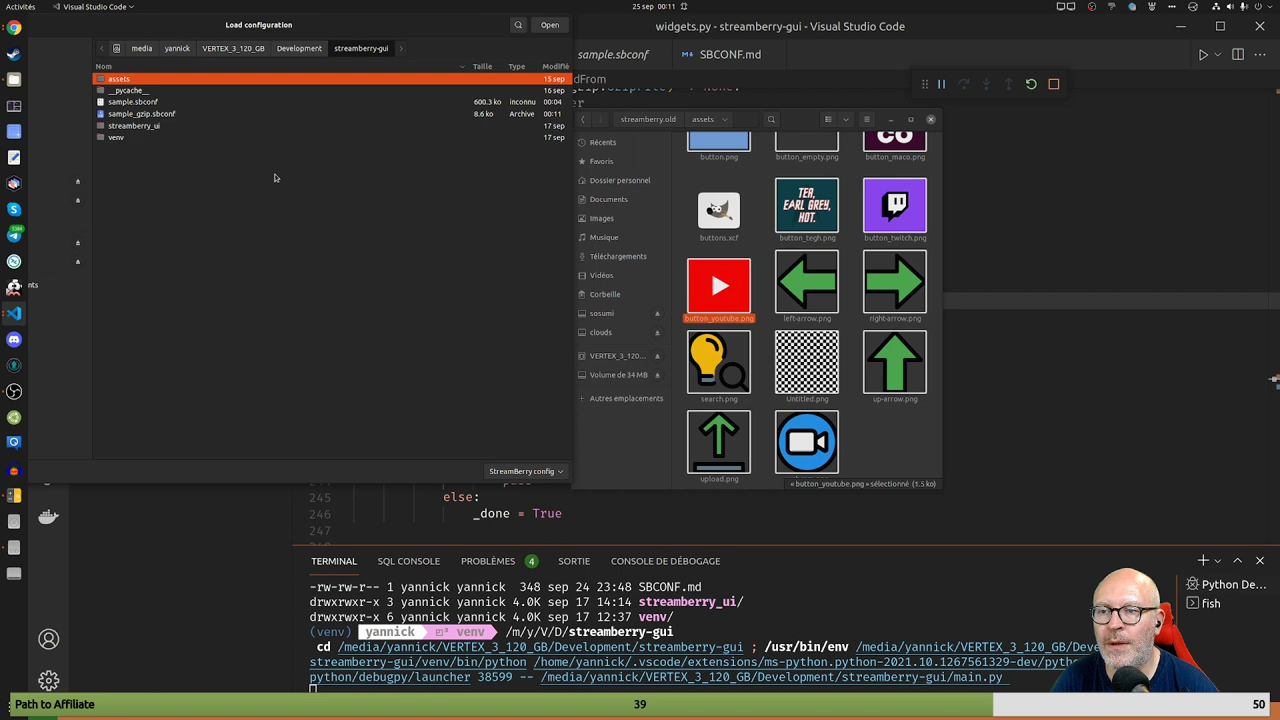 Activités
Visual Studio Code
25 sep 00:11
Load configuration
Open
widgets.py - streamberry-gui - Visual Studio Code
media
yannick
VERTEX_3_120_GB
Development
streamberry-gui
Nom
Taille
Type
Modifié
assets
15 sep
__pycache__
16 sep
sample.sbconf
600.3 ko
inconnu
00:04
sample_gzip.sbconf
8.6 ko
Archive
00:11
streamberry_ui
17 sep
venv
17 sep
StreamBerry config
sample.sbconf
SBCONF.md
dFrom
streamberry.old
assets
Récents
Favoris
Dossier personnel
Documents
Images
Musique
Téléchargements
Vidéos
Corbeille
sosumi
clouds
VERTEX_3_120...
Volume de 34 MB
Autres emplacements
button.png
button_empty.png
CO
button_maco.png
buttons.xcf
TEA,
EARL GREY,
HOT.
button_tegh.png
button_twitch.png
button_youtube.png
left-arrow.png
right-arrow.png
search.png
Untitled.png
up-arrow.png
upload.png
« button_youtube.png » sélectionné (1.5 ko)
245 else:
246 _done = True
247
TERMINAL
SQL CONSOLE
PROBLÈMES
4
SORTIE
CONSOLE DE DÉBOGAGE
Python De...
fish
-rw-rw-r-- 1 yannick yannick 348 sep 24 23:48 SBCONF.md
drwxrwxr-x 3 yannick yannick 4.0K sep 17 14:14 streamberry_ui/
drwxrwxr-x 6 yannick yannick 4.0K sep 17 12:37 venv/
(venv) yannick venv /m/y/V/D/streamberry-gui
cd /media/yannick/VERTEX_3_120_GB/Development/streamberry-gui ; /usr/bin/env /media/yannick/VERTEX_3_120_GB/Deve
streamberry-gui/venv/bin/python /home/yannick/.vscode/extensions/ms-python.python-2021.10.1267561329-dev/pytho
python/debugpy/launcher 38599 -- /media/yannick/VERTEX_3_120_GB/Development/streamberry-gui/main.py
Path to Affiliate
39
50